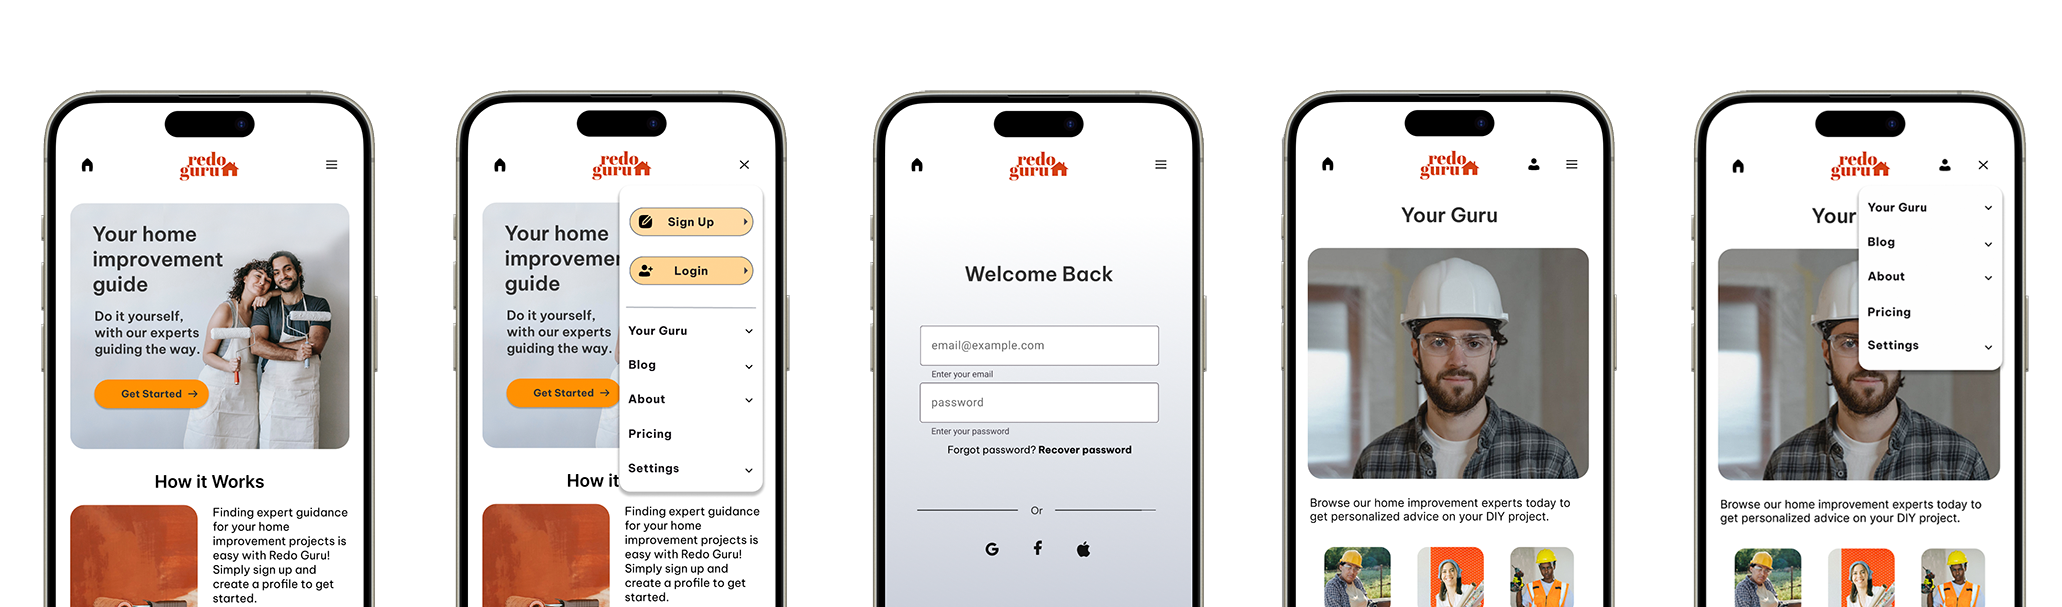 redo
guru
Your home
improvement
guide
Do it yourself,
with our experts
guiding the way.
Get Started
How it Works
Finding expert guidance
for your home
improvement projects is
easy with Redo Guru!
Simply sign up and
create a profile to get
started.
redo
guru
Your home
improvemen
guide
Do it yourself,
with our experts
guiding the way.
Get Started
Sign Up
Login
Your Guru
Blog
About
Pricing
Settings
How it
Finding expert guidance
for your home
improvement projects is
easy with Redo Guru!
Simply sign up and
create a profile to get
started.
redo
guru
Welcome Back
email@example.com
Enter your email
password
Enter your password
Forgot password? Recover password
Or
redo
guru
Your Guru
Browse our home improvement experts today to
get personalized advice on your DIY project.
redo
guru
Your
Your Guru
Blog
About
Pricing
Settings
Browse our home improvement experts today to
get personalized advice on your DIY project.